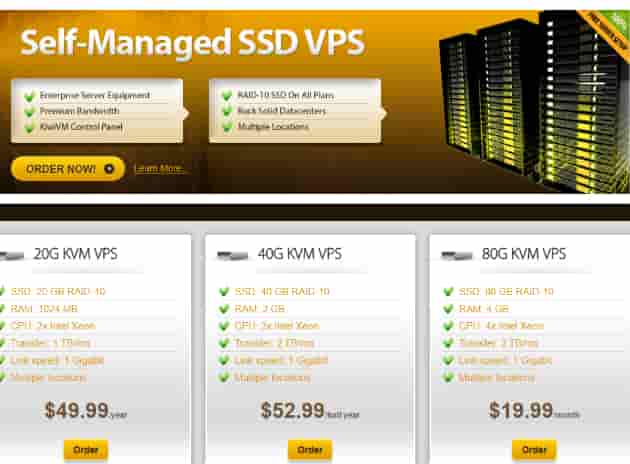 Self-Managed SSD VPS
100%
Enterprise Server Equipment
Premium Bandwidth
KiwiVM Control Panel
RAID-10 SSD On All Plans
Rock Solid Datacenters
Multiple Locations
ORDER NOW!
Learn More...
20G KVM VPS
SSD: 20 GB RAID-10
RAM: 1024 MB
CPU: 2x Intel Xeon
Transfer: 1 TB/mo
Link speed: 1 Gigabit
Multiple locations
$49.99/year
Order
40G KVM VPS
SSD: 40 GB RAID-10
RAM: 2 GB
CPU: 3x Intel Xeon
Transfer: 2 TB/mo
Link speed: 1 Gigabit
Multiple locations
$52.99/half year
Order
80G KVM VPS
SSD: 80 GB RAID-10
RAM: 4 GB
CPU: 4x Intel Xeon
Transfer: 3 TB/mo
Link speed: 1 Gigabit
Multiple locations
$19.99/month
Order